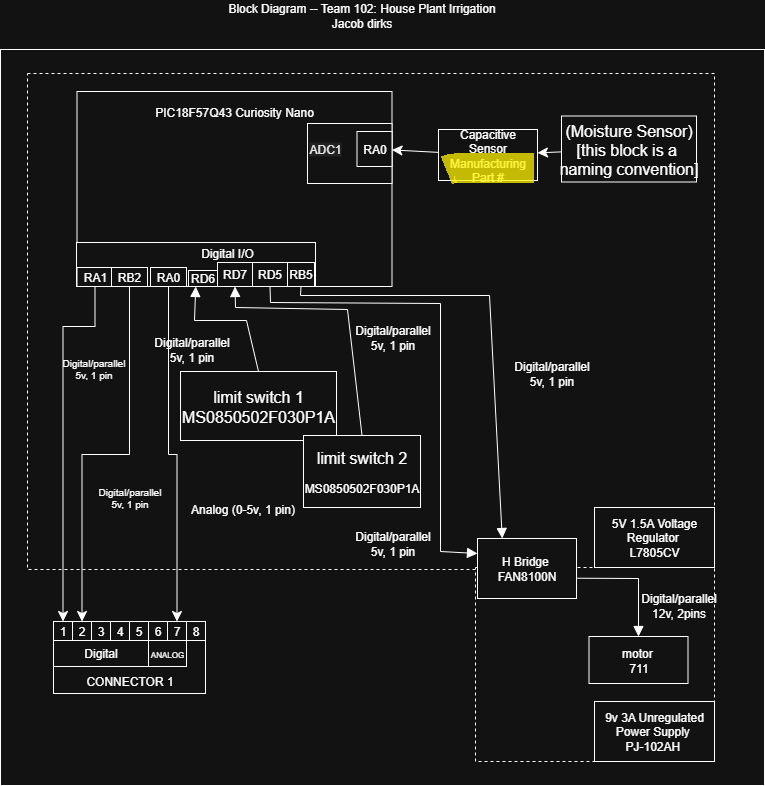 Block Diagram -- Team 102: House Plant Irrigation
Jacob dirks
PIC18F57Q43 Curiosity Nano
ADC1
RA0
Capacitive
Sensor
Manufacturing
Part #
(Moisture Sensor)
[this block is a
naming convention]
Digital I/O
RA1
RB2
RA0
RD6
RD7
RD5
RB5
Digital/parallel
5v, 1 pin
Digital/parallel
5v, 1 pin
Digital/parallel
5v, 1 pin
Digital/parallel
5v, 1 pin
limit switch 1
MS0850502F030P1A
limit switch 2
MS0850502F030P1A
Digital/parallel
5v, 1 pin
Analog (0-5v, 1 pin)
Digital/parallel
5v, 1 pin
5V 1.5A Voltage
Regulator
L7805CV
H Bridge
FAN8100N
Digital/parallel
12v, 2pins
1 2 3 4 5 6 7 8
Digital
ANALOG
CONNECTOR 1
motor
711
9v 3A Unregulated
Power Supply
PJ-102AH